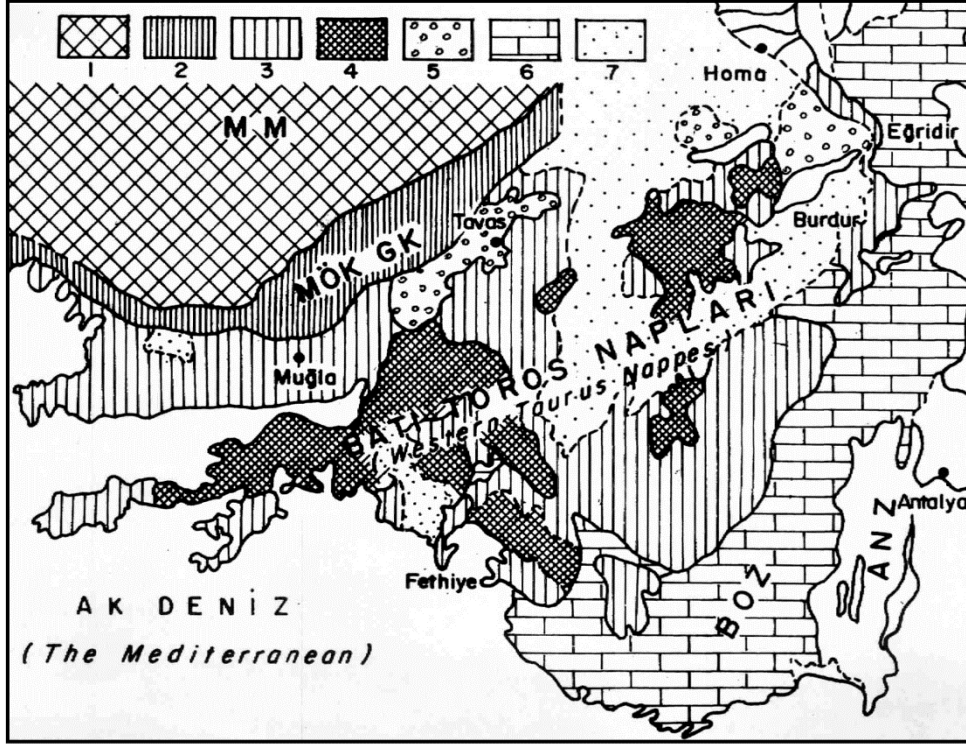 1 2 3 4 5 6 7
Homa
M M
Eğridir
Tavas
Burdur
MÖK GK
Muğla
BATI TOROS NAPLARI
Western Taurus Nappes
Antalya
ANZ
BOZ
Fethiye
AK DENİZ
(The Mediterranean)